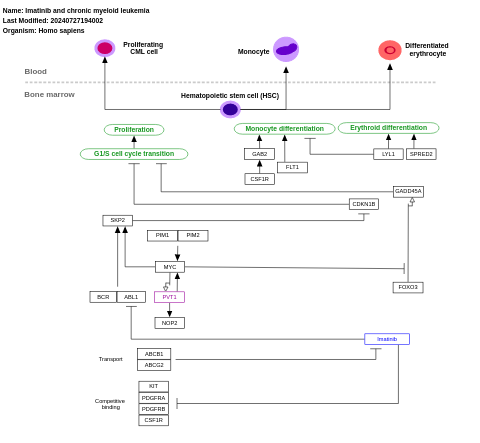 Name: Imatinib and chronic myeloid leukemia
Last Modified: 20240727194002
Organism: Homo sapiens
Proliferating
CML cell
Monocyte
Differentiated
erythrocyte
Blood
Bone marrow
Hematopoietic stem cell (HSC)
Proliferation
Monocyte differentiation
Erythroid differentiation
G1/S cell cycle transition
GAB2
LYL1
SPRED2
FLT1
CSF1R
GADD45A
CDKN1B
SKP2
PIM1
PIM2
MYC
FOXO3
BCR
ABL1
PVT1
NOP2
Imatinib
Transport
ABCB1
ABCG2
Competitive
binding
KIT
PDGFRA
PDGFRB
CSF1R